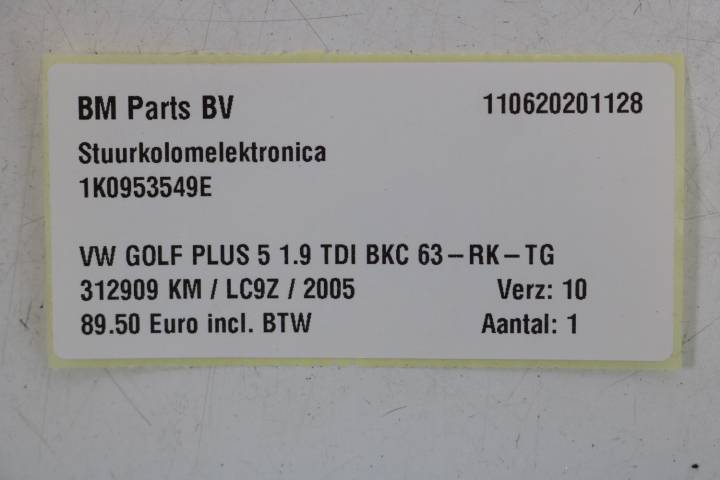 BM Parts BV 110620201128
Stuurkolomelektronica
1K0953549E
VW GOLF PLUS 5 1.9 TDI BKC 63-RK-TG
312909 KM / LC9Z / 2005 Verz: 10
89.50 Euro incl. BTW Aantal: 1